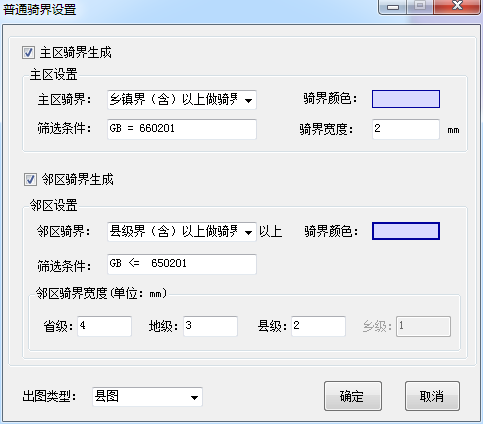 普通骑界设置
主区骑界生成
主区设置
主区骑界: 乡镇界（含）以上做骑界 骑界颜色:
筛选条件: GB = 660201 骑界宽度: 2 mm
邻区骑界生成
邻区设置
邻区骑界: 县级界（含）以上做骑界 以上 骑界颜色:
筛选条件: GB <= 650201
邻区骑界宽度(单位: mm)
省级: 4 地级: 3 县级: 2 乡级: 1
出图类型: 县图 确定 取消